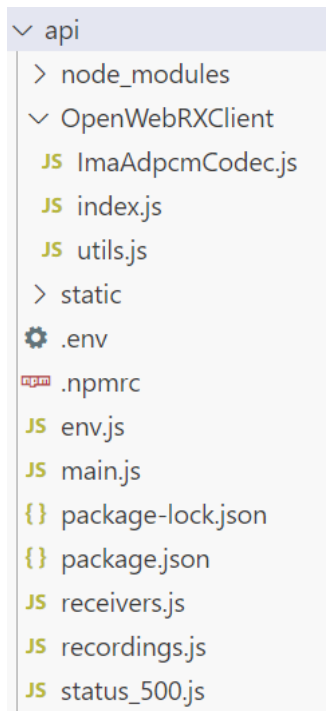 api
node_modules
OpenWebRXClient
JS ImaAdpcmCodec.js
JS index.js
JS utils.js
static
.env
npm .npmrc
JS env.js
JS main.js
{} package-lock.json
{} package.json
JS receivers.js
JS recordings.js
JS status_500.js